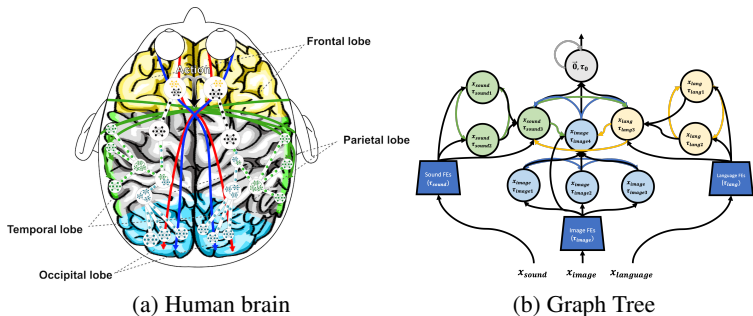 Frontal lobe
Action
Parietal lobe
Temporal lobe
Occipital lobe
(a) Human brain
0⃗, τ₀
x_sound
τ_sound1
x_sound
τ_sound2
x_sound
τ_sound3
x_image
τ_image4
x_lang
τ_lang3
x_lang
τ_lang1
x_lang
τ_lang2
Sound FEs
(τ_sound)
x_image
τ_image1
x_image
τ_image2
x_image
τ_image3
Language FEs
(τ_lang)
Image FEs
(τ_image)
x_sound x_image x_language
(b) Graph Tree